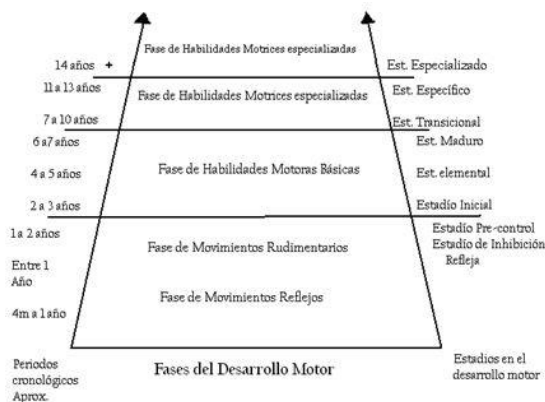 Fase de Habilidades Motrices especializadas
14 años +
Est. Especializado
11 a 13 años
Fase de Habilidades Motrices especializadas
Est. Específico
7 a 10 años
Est. Transicional
6 a7 años
Est. Maduro
Fase de Habilidades Motoras Básicas
4 a 5 años
Est. elemental
2 a 3 años
Estadío Inicial
1 a 2 años
Estadío Pre-control
Fase de Movimientos Rudimentarios
Estadío de Inhibición
Refleja
Entre 1
Año
Fase de Movimientos Reflejos
4m a 1 año
Periodos
cronológicos
Aprox.
Fases del Desarrollo Motor
Estadios en el
desarrollo motor